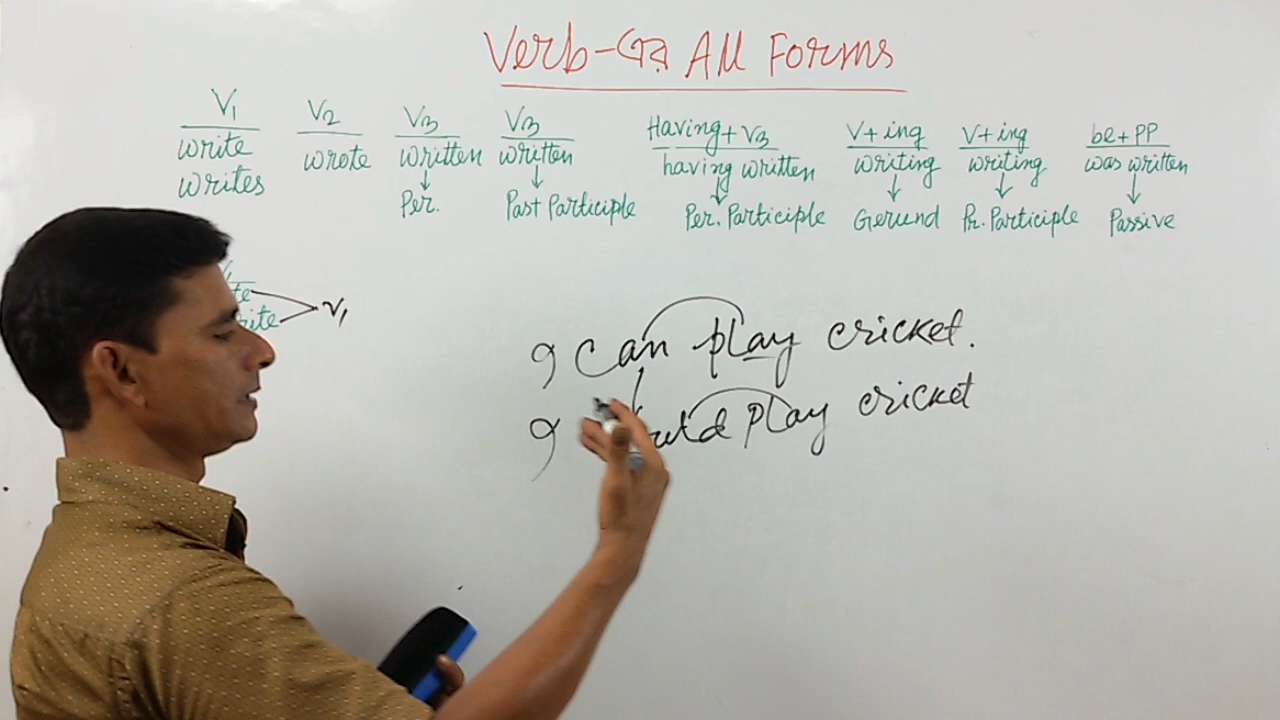 Verb-এর All Forms
V1 V2 V3 V3 Having+V3 V+ing V+ing be+PP
write wrote written written having written writing writing was written
writes Per. Past Participle Per. Participle Gerund Pr. Participle Passive
V1
I can play cricket.
I play cricket